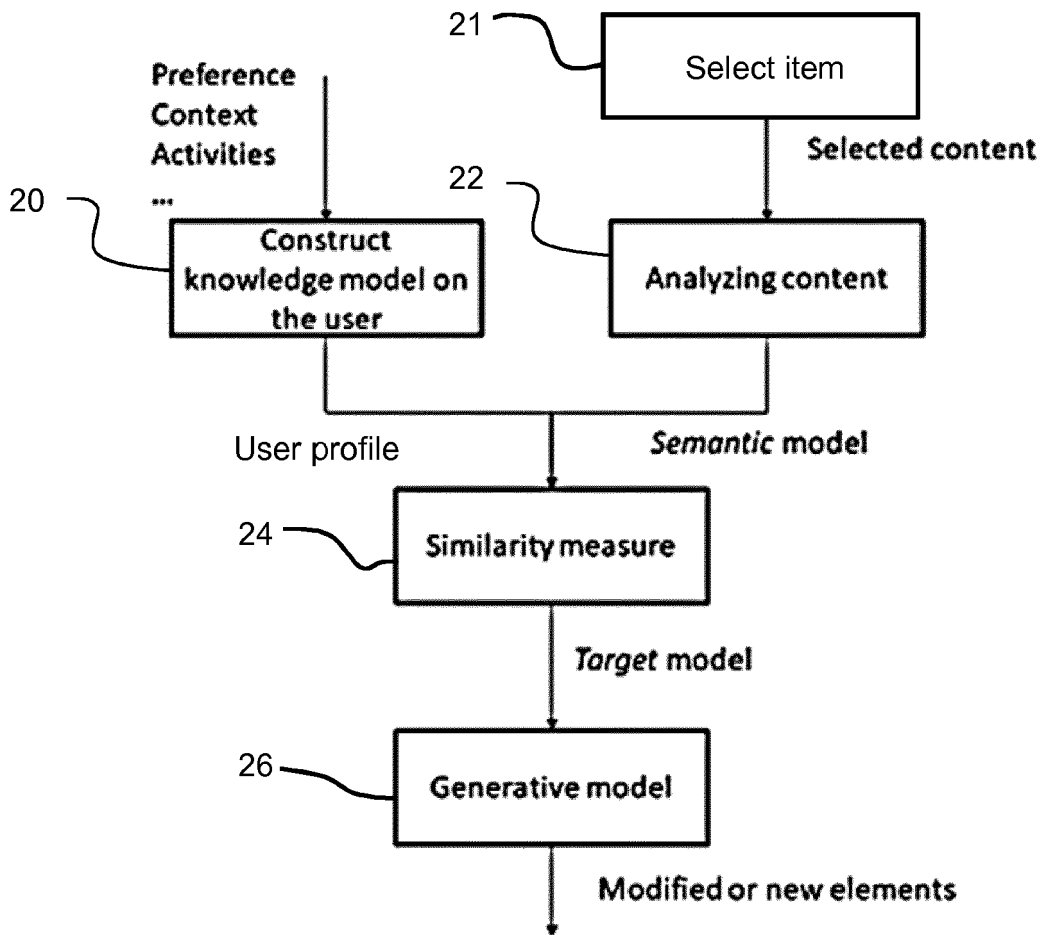 21
Select item
Preference
Context
Activities
...
Selected content
20
22
Construct
knowledge model on
the user
Analyzing content
User profile
Semantic model
24
Similarity measure
Target model
26
Generative model
Modified or new elements